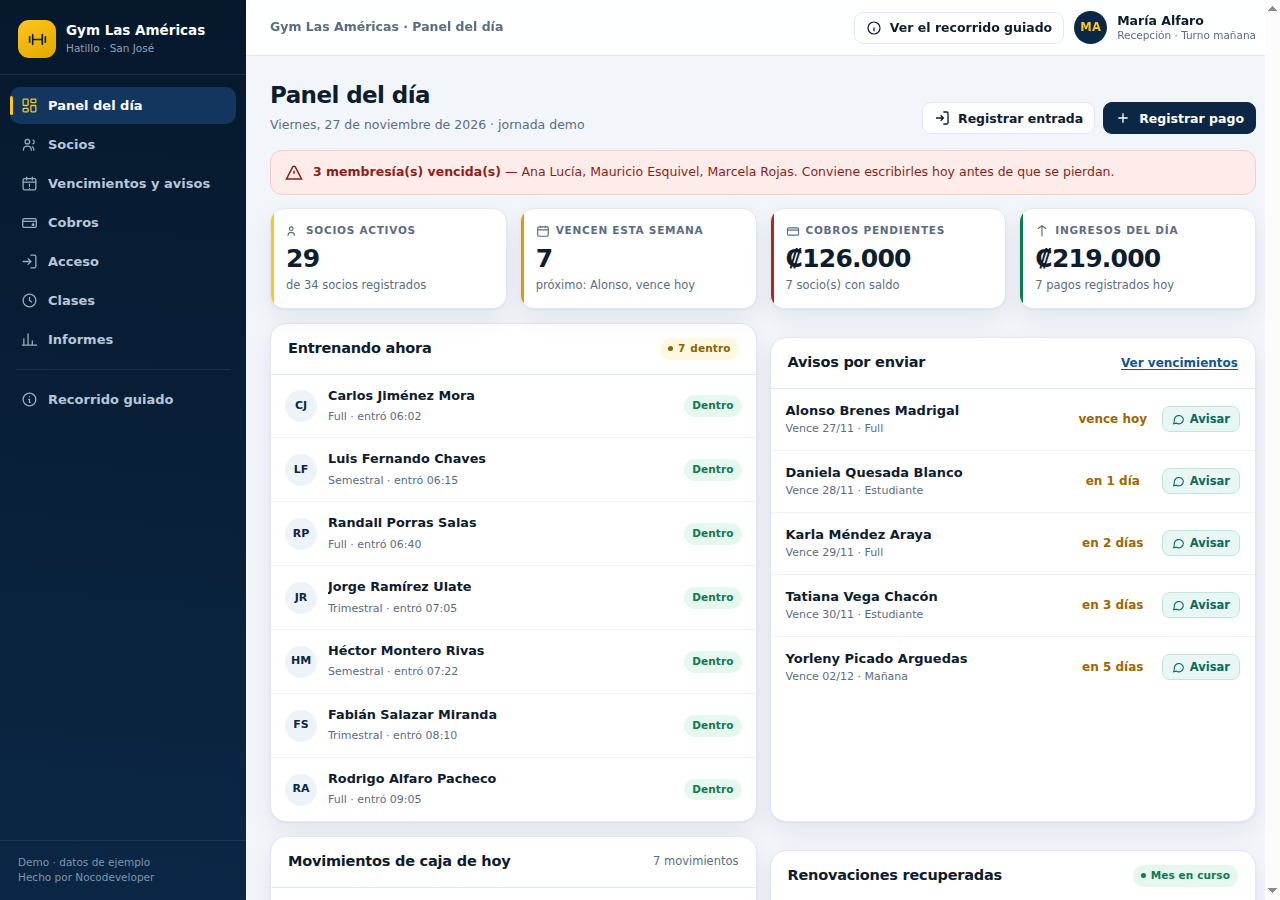 Gym Las Américas
Hatillo · San José
Panel del día
Socios
Vencimientos y avisos
Cobros
Acceso
Clases
Informes
Recorrido guiado
Demo · datos de ejemplo
Hecho por Nocodeveloper
Gym Las Américas · Panel del día
Ver el recorrido guiado
MA
María Alfaro
Recepción · Turno mañana
Panel del día
Viernes, 27 de noviembre de 2026 · jornada demo
Registrar entrada
Registrar pago
3 membresía(s) vencida(s) — Ana Lucía, Mauricio Esquivel, Marcela Rojas. Conviene escribirles hoy antes de que se pierdan.
SOCIOS ACTIVOS
29
de 34 socios registrados
VENCEN ESTA SEMANA
7
próximo: Alonso, vence hoy
COBROS PENDIENTES
₡126.000
7 socio(s) con saldo
INGRESOS DEL DÍA
₡219.000
7 pagos registrados hoy
Entrenando ahora
7 dentro
CJ
Carlos Jiménez Mora
Full · entró 06:02
Dentro
LF
Luis Fernando Chaves
Semestral · entró 06:15
Dentro
RP
Randall Porras Salas
Full · entró 06:40
Dentro
JR
Jorge Ramírez Ulate
Trimestral · entró 07:05
Dentro
HM
Héctor Montero Rivas
Semestral · entró 07:22
Dentro
FS
Fabián Salazar Miranda
Trimestral · entró 08:10
Dentro
RA
Rodrigo Alfaro Pacheco
Full · entró 09:05
Dentro
Avisos por enviar
Ver vencimientos
Alonso Brenes Madrigal
Vence 27/11 · Full
vence hoy
Avisar
Daniela Quesada Blanco
Vence 28/11 · Estudiante
en 1 día
Avisar
Karla Méndez Araya
Vence 29/11 · Full
en 2 días
Avisar
Tatiana Vega Chacón
Vence 30/11 · Estudiante
en 3 días
Avisar
Yorleny Picado Arguedas
Vence 02/12 · Mañana
en 5 días
Avisar
Movimientos de caja de hoy
7 movimientos
Renovaciones recuperadas
Mes en curso